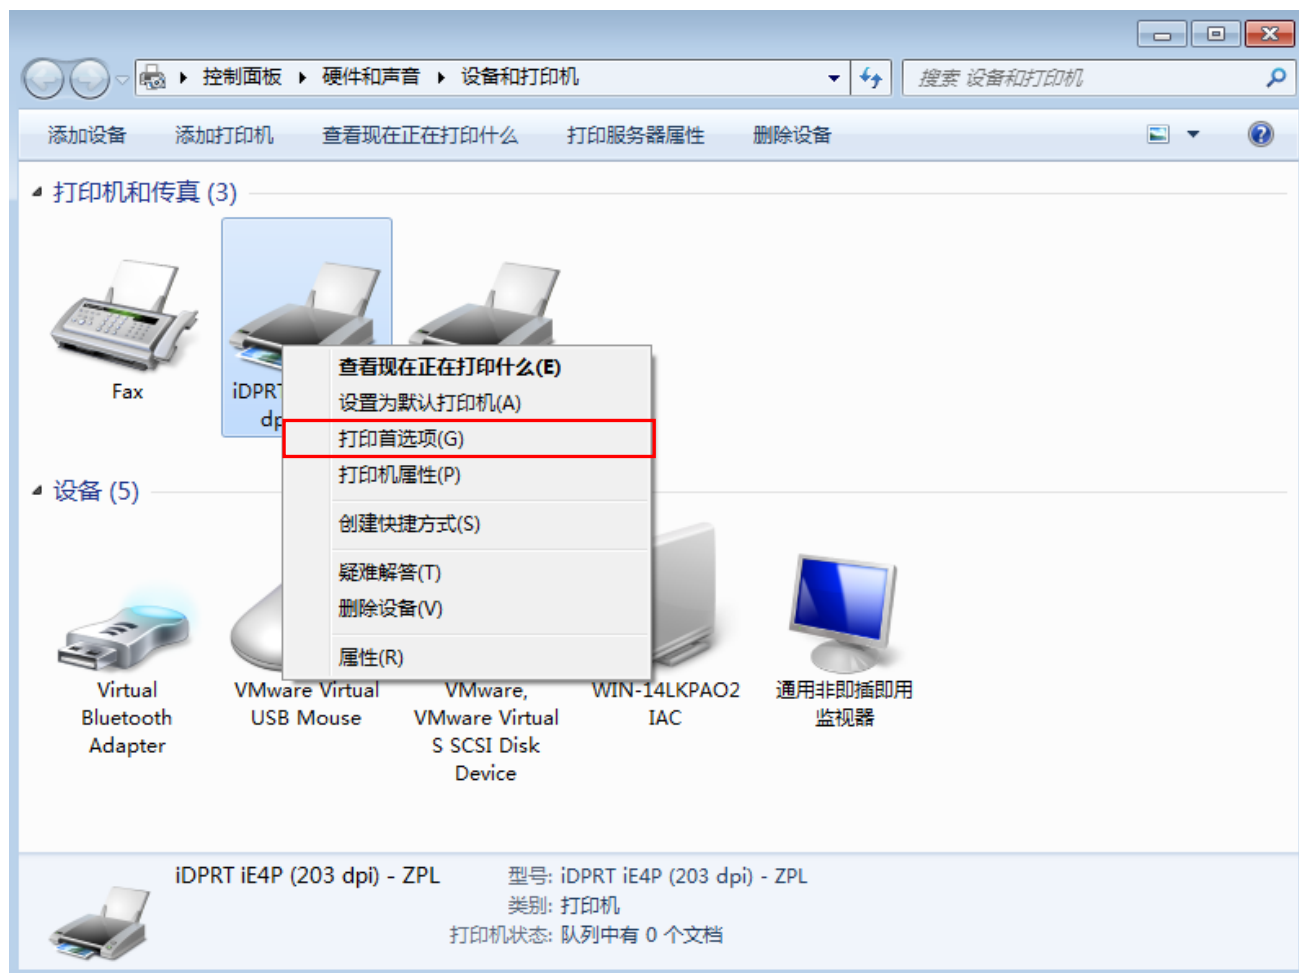 控制面板 硬件和声音 设备和打印机 搜索 设备和打印机
添加设备 添加打印机 查看现在正在打印什么 打印服务器属性 删除设备
打印机和传真 (3)
Fax
iDPRT
查看现在正在打印什么(E)
设置为默认打印机(A)
打印首选项(G)
打印机属性(P)
创建快捷方式(S)
疑难解答(T)
删除设备(V)
属性(R)
设备 (5)
Virtual
Bluetooth
Adapter
VMware Virtual
USB Mouse
VMware,
VMware Virtual
S SCSI Disk
Device
WIN-14LKPAO2
IAC
通用非即插即用
监视器
iDPRT iE4P (203 dpi) - ZPL
型号: iDPRT iE4P (203 dpi) - ZPL
类别: 打印机
打印机状态: 队列中有 0 个文档